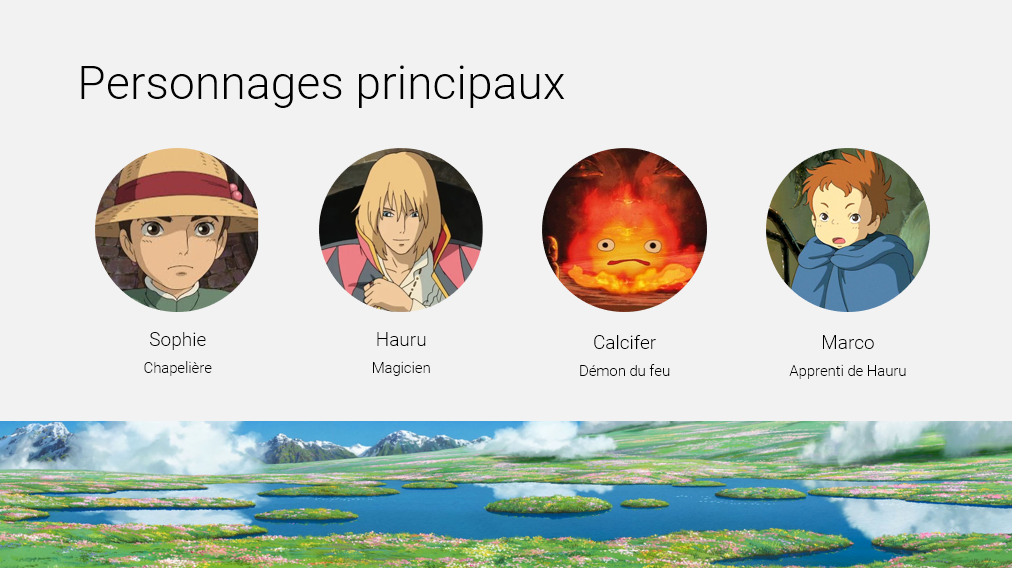 Personnages principaux
Sophie
Chapelière
Hauru
Magicien
Calcifer
Démon du feu
Marco
Apprenti de Hauru